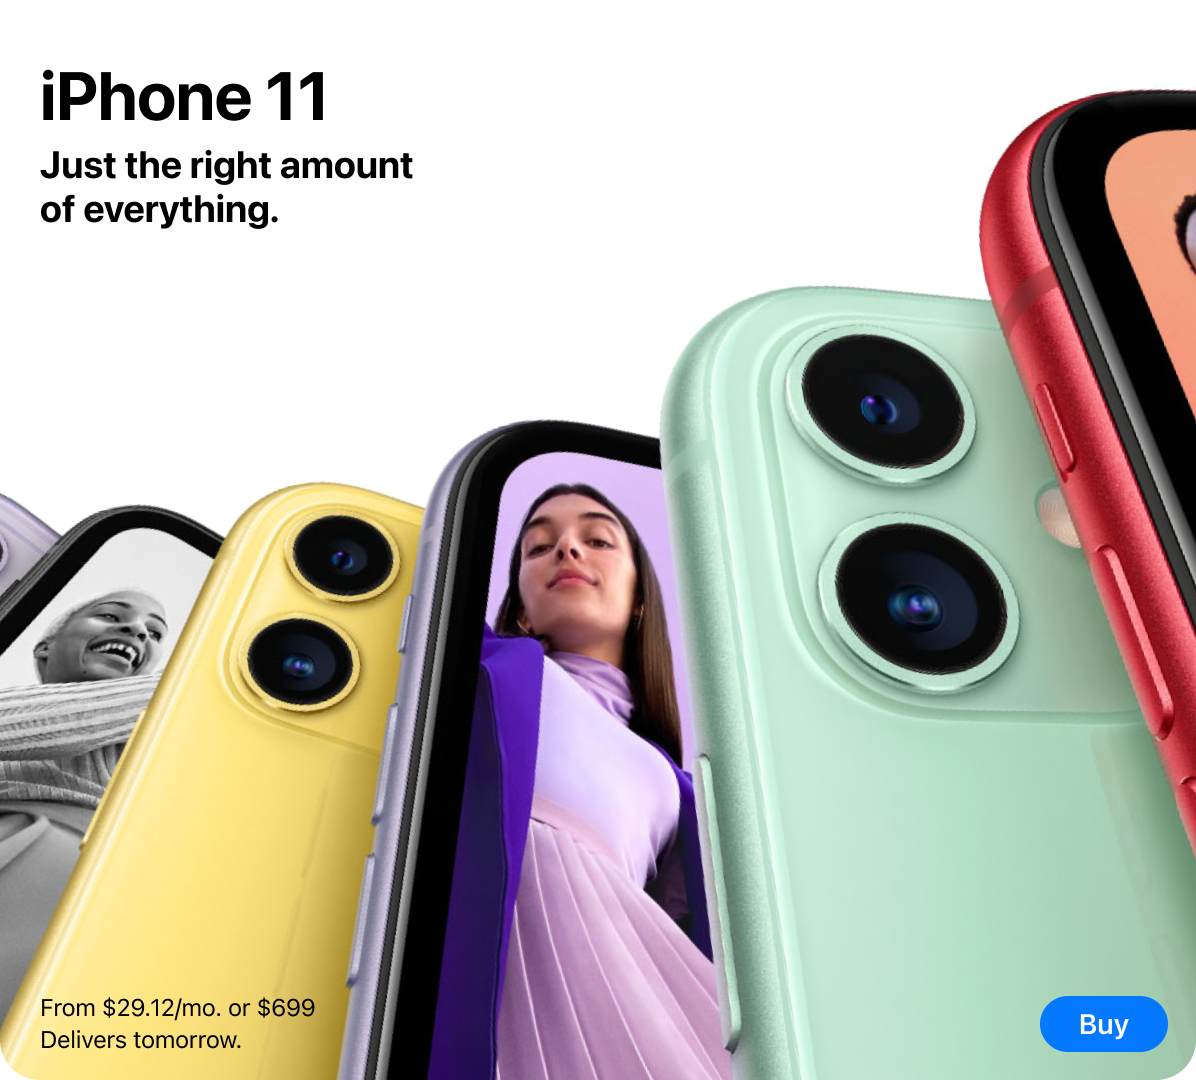 iPhone 11
Just the right amount
of everything.
From $29.12/mo. or $699
Delivers tomorrow.
Buy